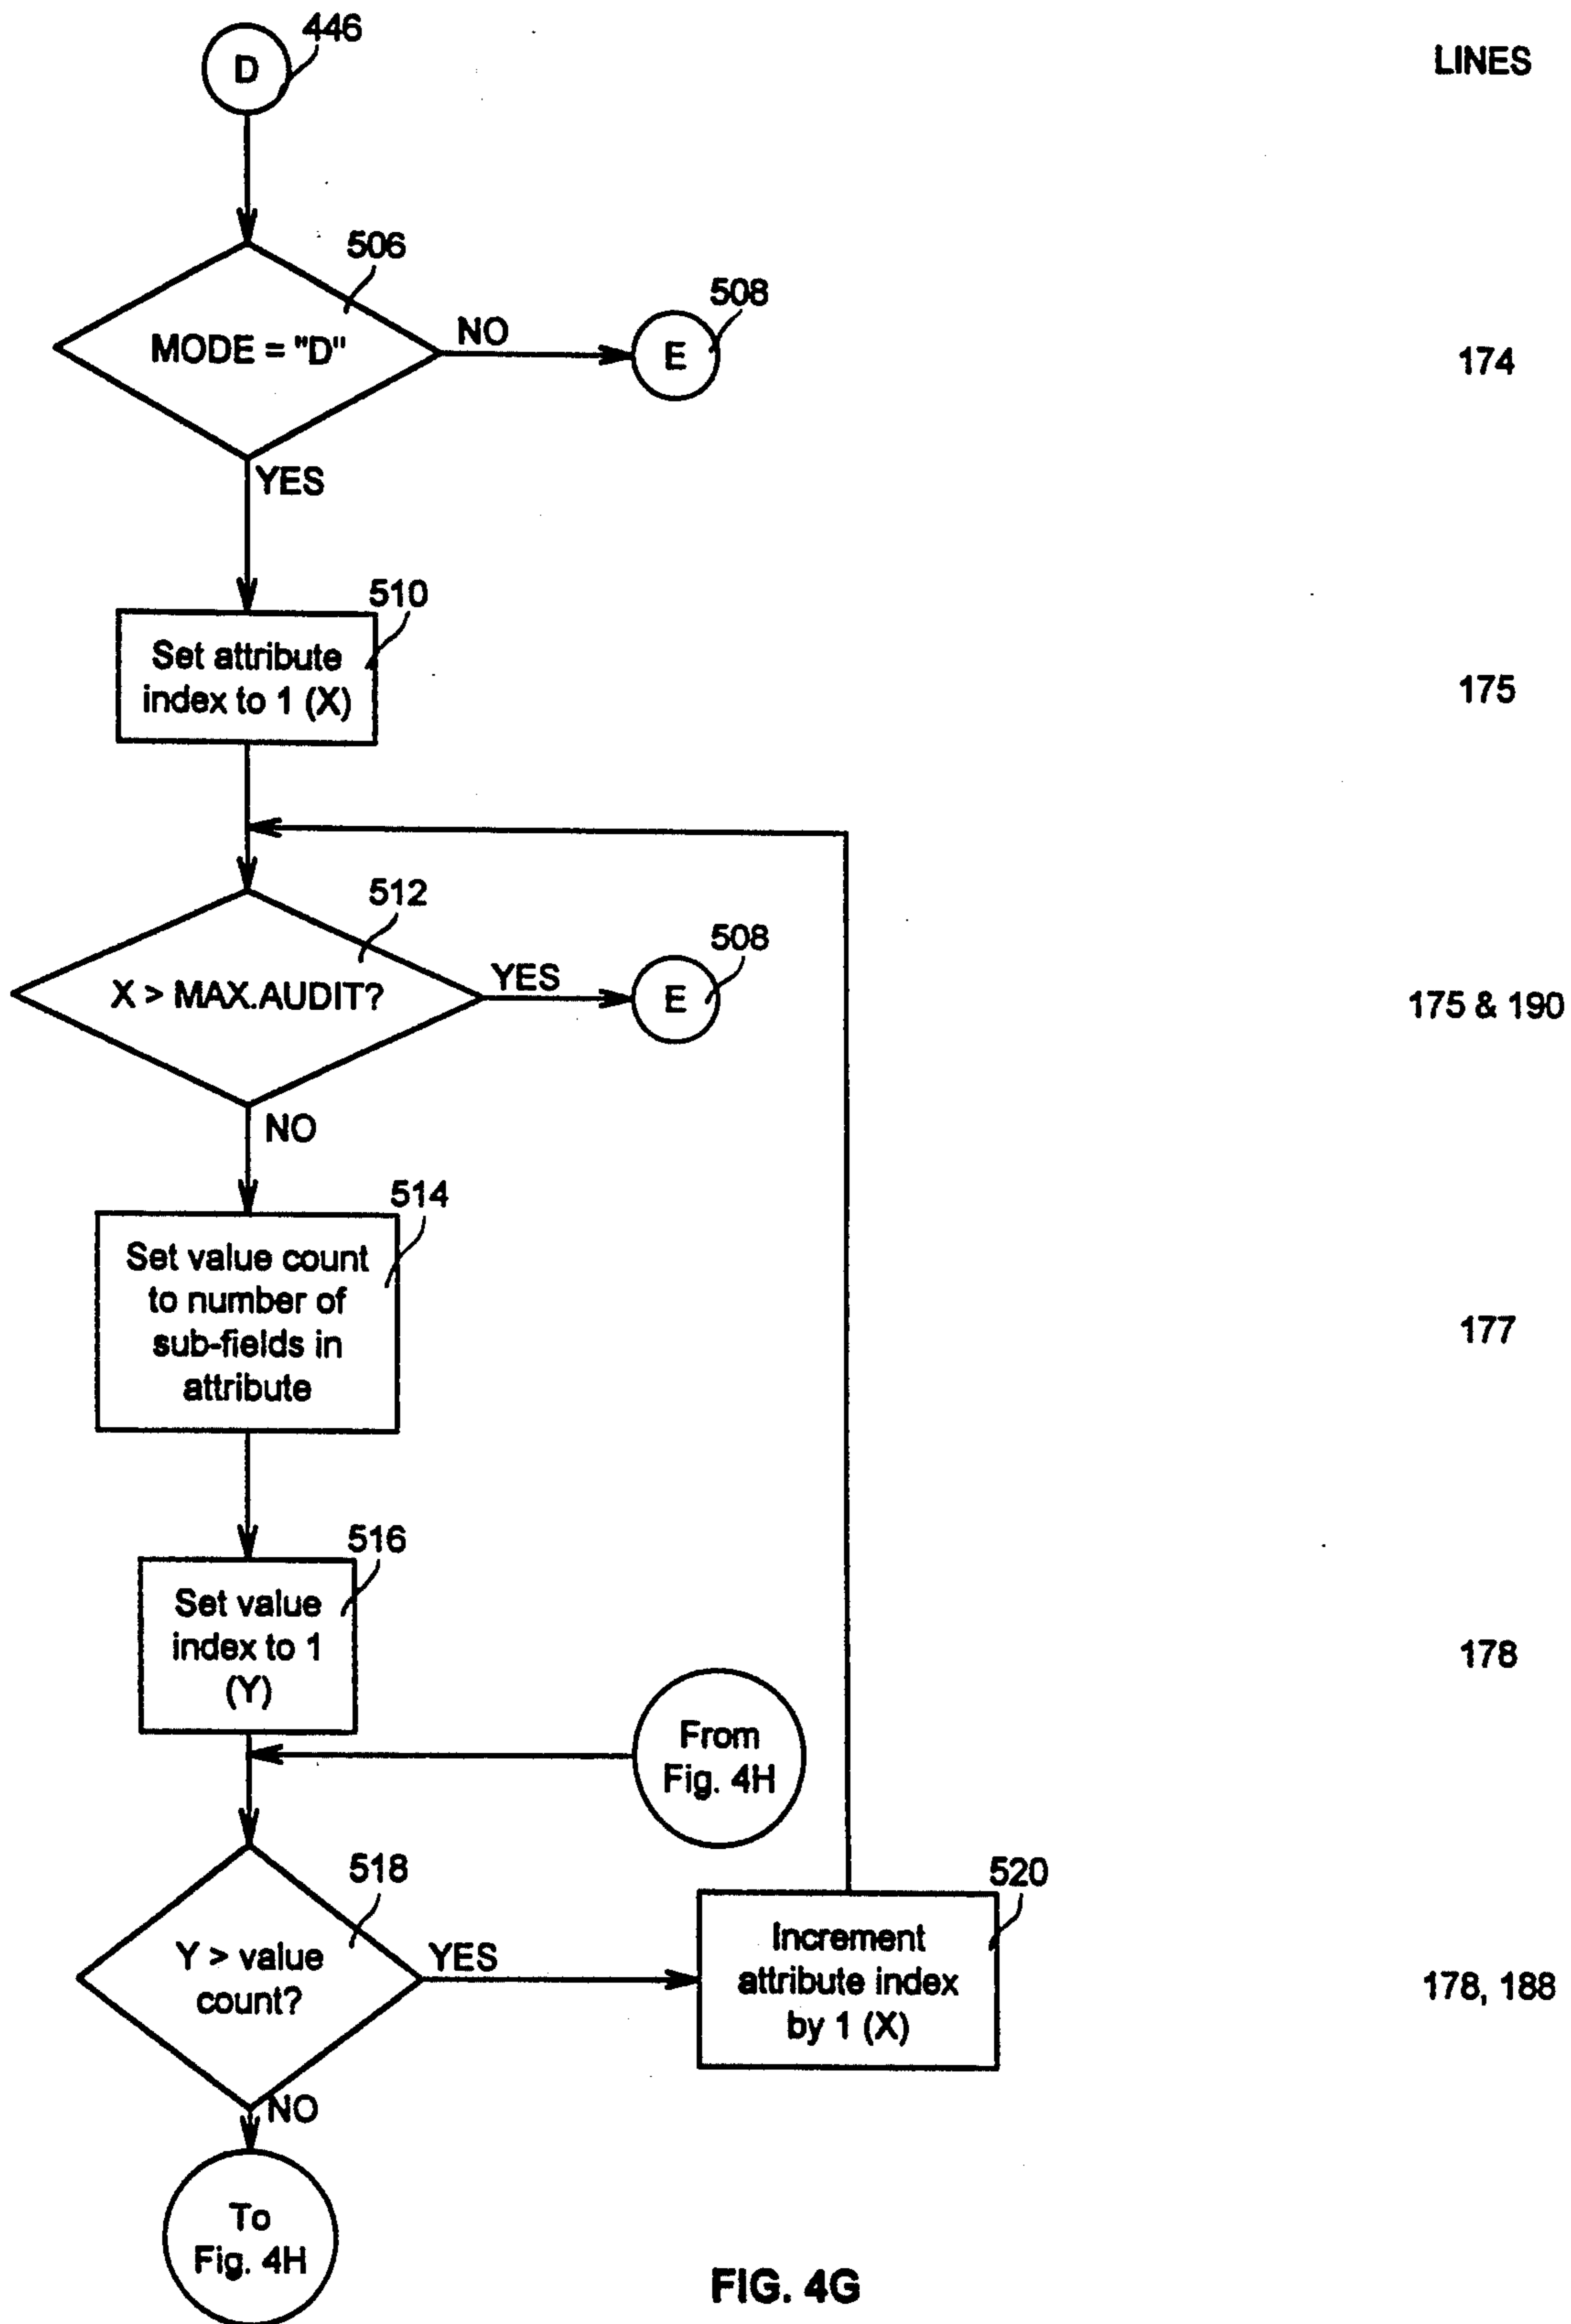 446
LINES
D
506
508
MODE = "D"
NO
E
174
YES
510
Set attribute
index to 1 (X)
175
512
508
X > MAX.AUDIT?
YES
E
175 & 190
NO
514
Set value count
to number of
sub-fields in
attribute
177
516
Set value
index to 1
(Y)
178
From
Fig. 4H
518
520
Y > value
count?
YES
Increment
attribute index
by 1 (X)
178, 188
NO
To
Fig. 4H
FIG. 4G